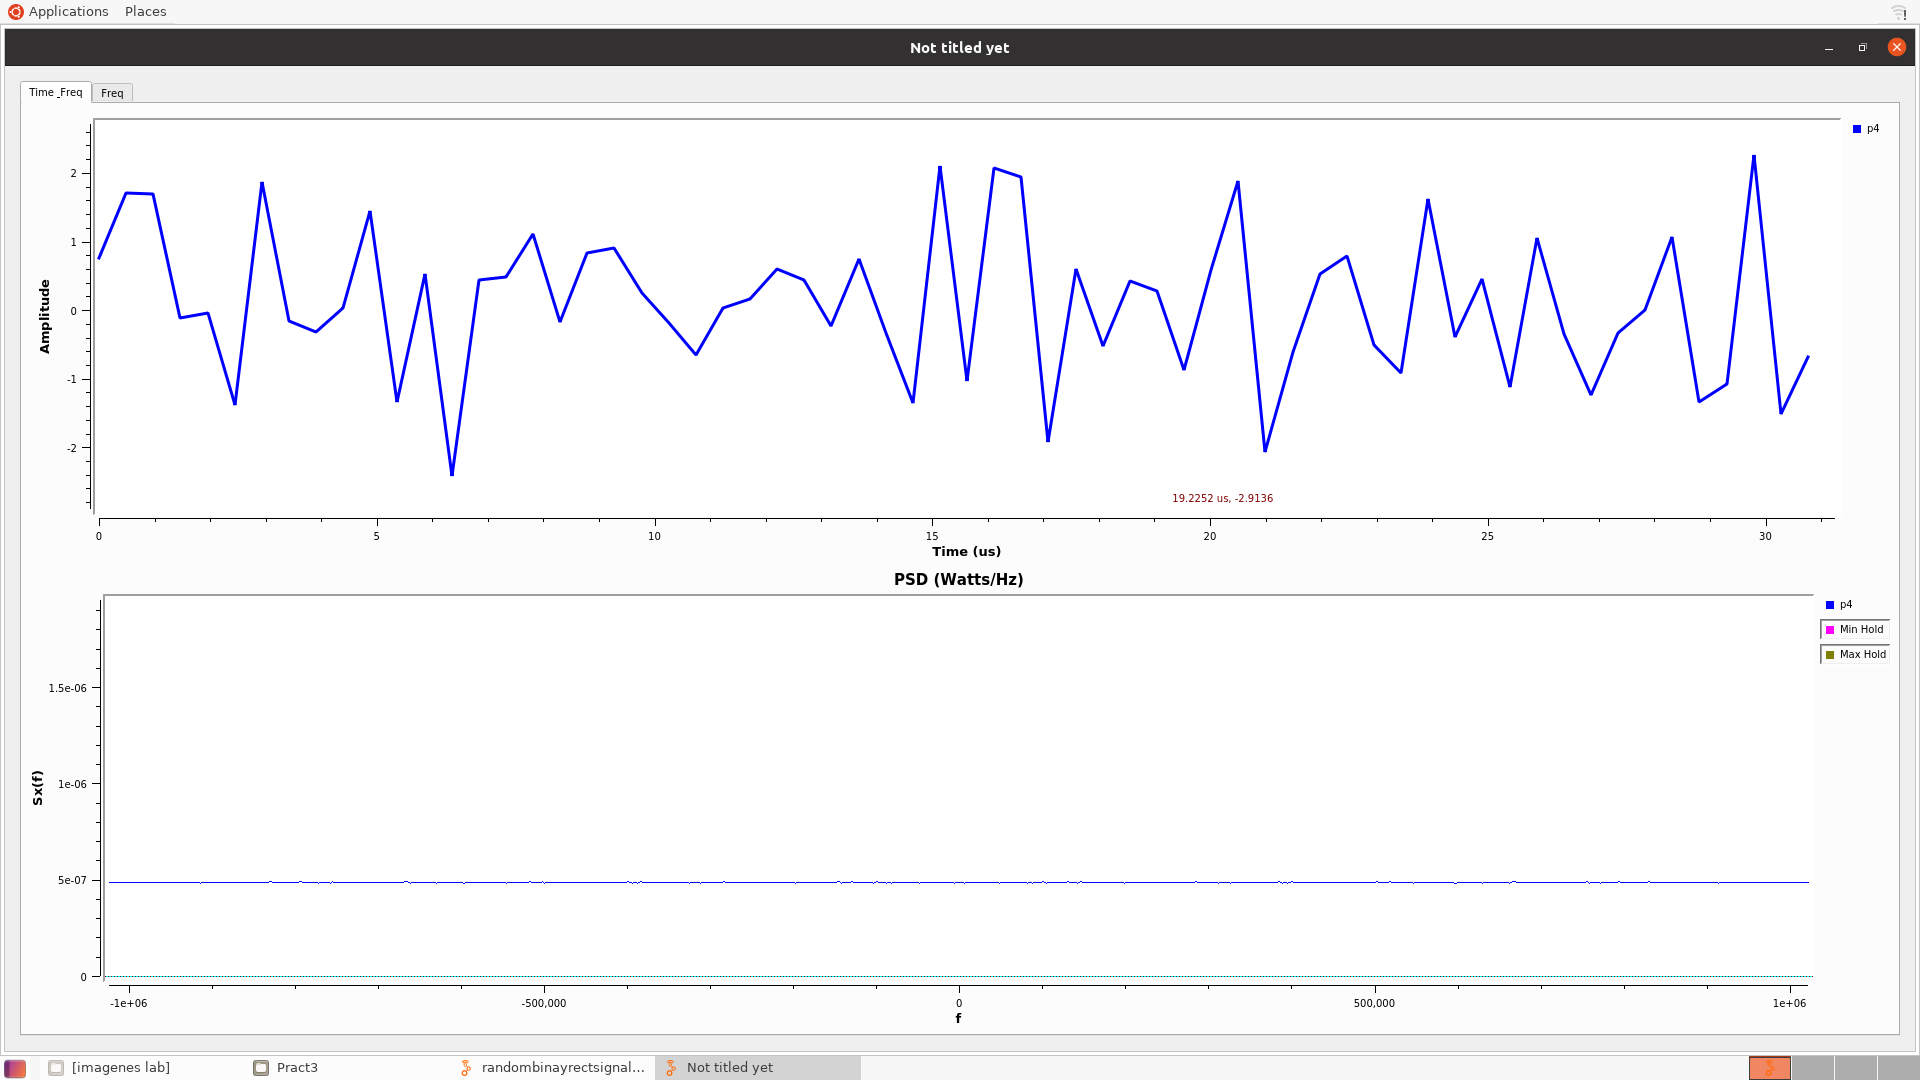 Applications Places
Not titled yet
Time _Freq Freq
p4
2
1
0
-1
-2
Amplitude
19.2252 us, -2.9136
0 5 10 15 20 25 30
Time (us)
PSD (Watts/Hz)
p4
Min Hold
Max Hold
1.5e-06
1e-06
5e-07
0
Sx(f)
-1e+06 -500,000 0 500,000 1e+06
f
[imagenes lab] Pract3 randombinayrectsignal... Not titled yet